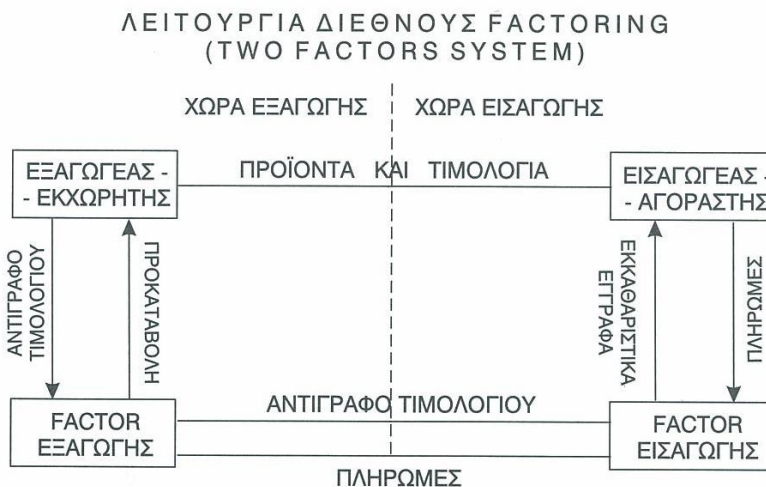 ΛΕΙΤΟΥΡΓΙΑ ΔΙΕΘΝΟΥΣ FACTORING
(TWO FACTORS SYSTEM)
ΧΩΡΑ ΕΞΑΓΩΓΗΣ
ΧΩΡΑ ΕΙΣΑΓΩΓΗΣ
ΕΞΑΓΩΓΕΑΣ -
- ΕΚΧΩΡΗΤΗΣ
ΠΡΟΪΟΝΤΑ ΚΑΙ ΤΙΜΟΛΟΓΙΑ
ΕΙΣΑΓΩΓΕΑΣ -
- ΑΓΟΡΑΣΤΗΣ
ΑΝΤΙΓΡΑΦΟ
ΤΙΜΟΛΟΓΙΟΥ
ΠΡΟΚΑΤΑΒΟΛΗ
ΕΚΚΑΘΑΡΙΣΤΙΚΑ
ΕΓΓΡΑΦΑ
ΠΛΗΡΩΜΕΣ
FACTOR
ΕΞΑΓΩΓΗΣ
ΑΝΤΙΓΡΑΦΟ ΤΙΜΟΛΟΓΙΟΥ
FACTOR
ΕΙΣΑΓΩΓΗΣ
ΠΛΗΡΩΜΕΣ